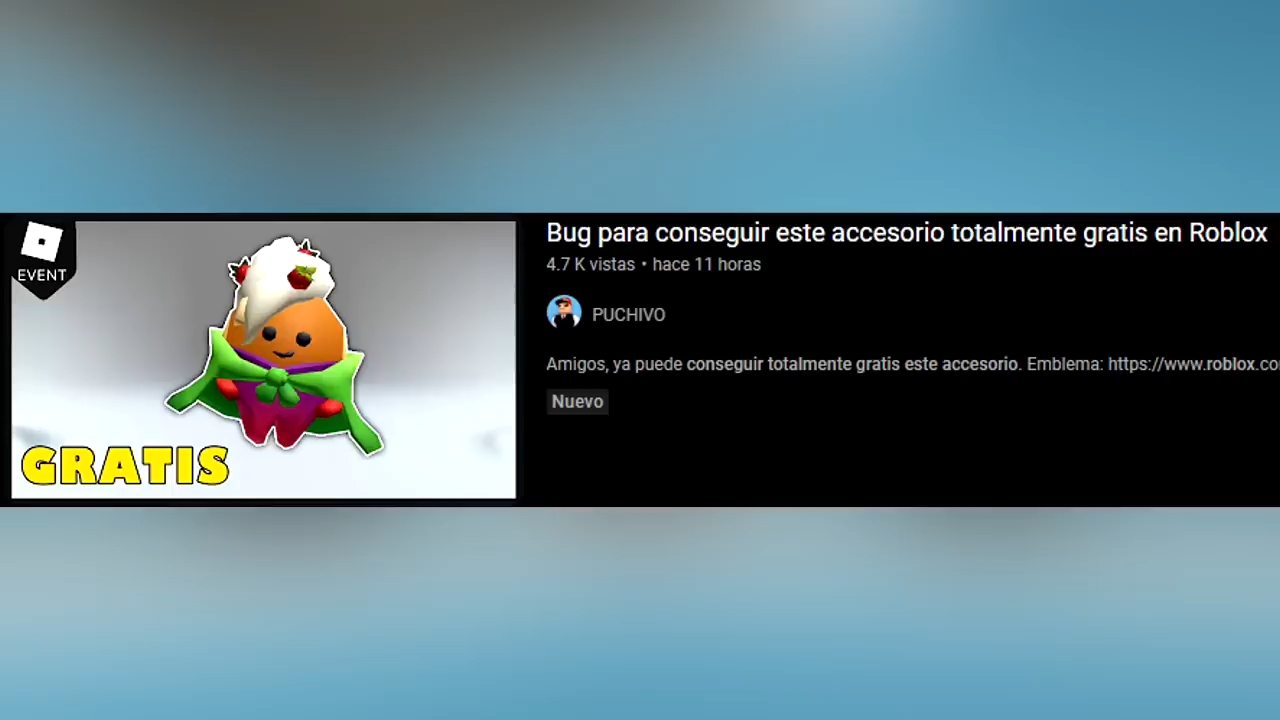 EVENT
GRATIS
Bug para conseguir este accesorio totalmente gratis en Roblox
4.7 K vistas • hace 11 horas
PUCHIVO
Amigos, ya puede conseguir totalmente gratis este accesorio. Emblema: https://www.roblox.co
Nuevo